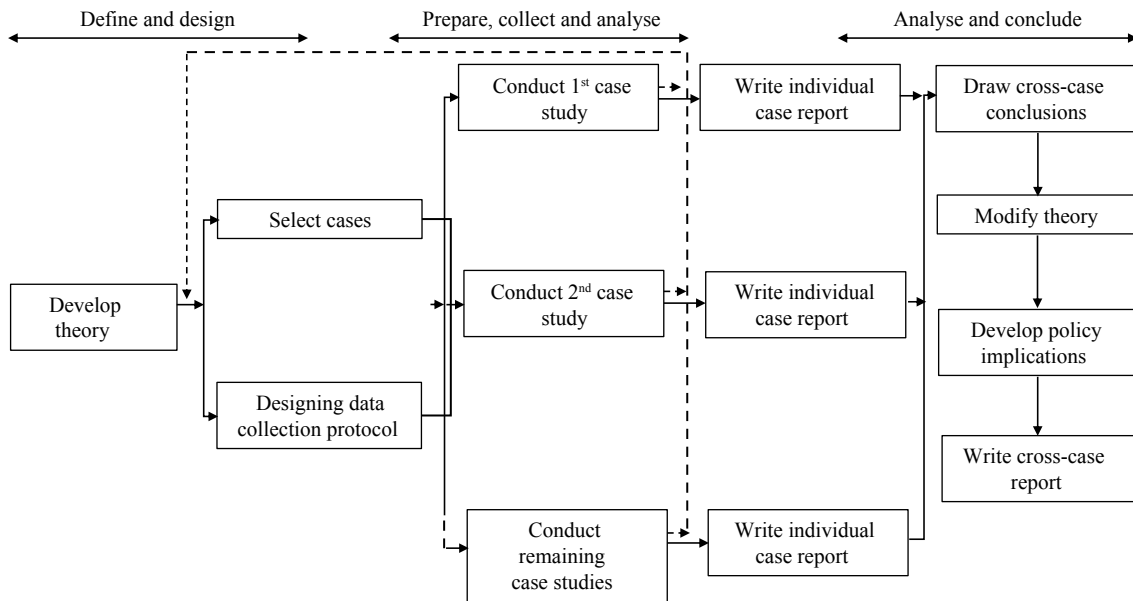 Define and design
Prepare, collect and analyse
Analyse and conclude
Conduct 1st case
study
Write individual
case report
Draw cross-case
conclusions
Select cases
Modify theory
Develop
theory
Conduct 2nd case
study
Write individual
case report
Develop policy
implications
Designing data
collection protocol
Write cross-case
report
Conduct
remaining
case studies
Write individual
case report